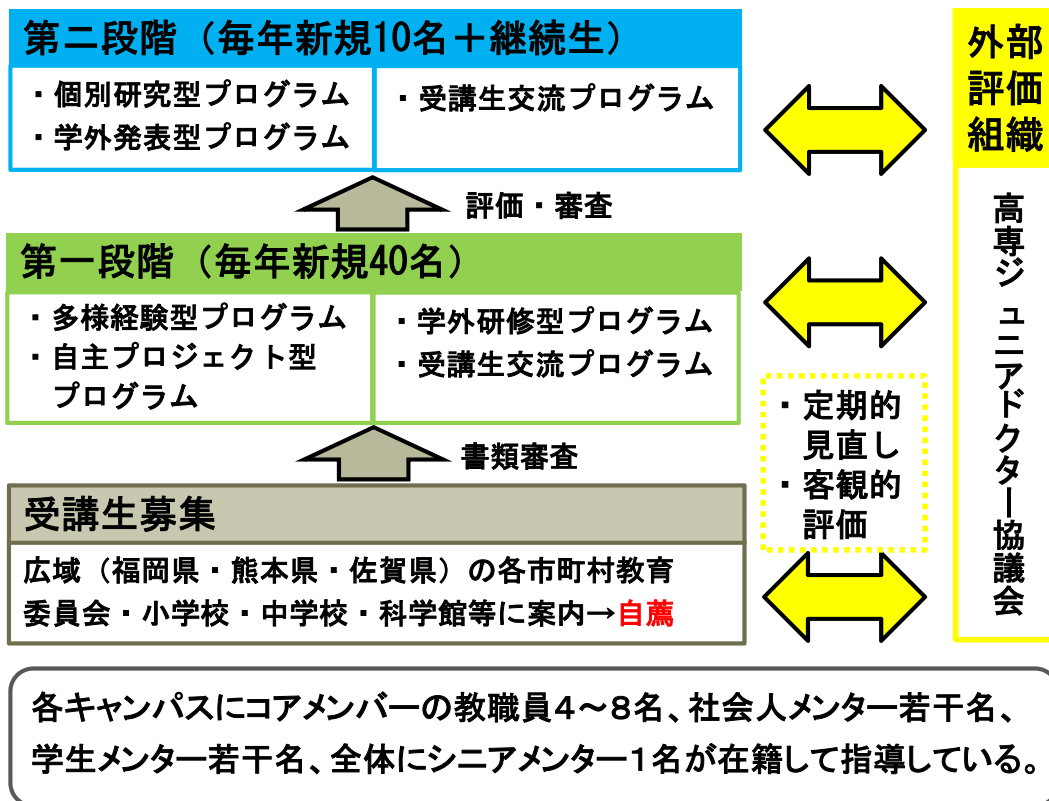 第二段階（毎年新規10名＋継続生）
・個別研究型プログラム
・学外発表型プログラム
・受講生交流プログラム
評価・審査
第一段階（毎年新規40名）
・多様経験型プログラム
・自主プロジェクト型
プログラム
・学外研修型プログラム
・受講生交流プログラム
書類審査
受講生募集
広域（福岡県・熊本県・佐賀県）の各市町村教育
委員会・小学校・中学校・科学館等に案内→自薦
外部
評価
組織
高専ジュニアドクター協議会
・定期的
見直し
・客観的
評価
各キャンパスにコアメンバーの教職員４～８名、社会人メンター若干名、
学生メンター若干名、全体にシニアメンター１名が在籍して指導している。